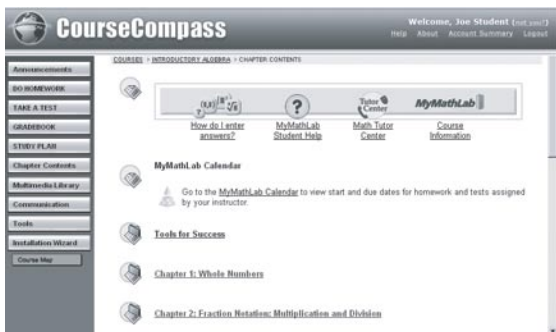 CourseCompass
Welcome, Joe Student (not you?)
Help About Account Summary Logout
COURSES > INTRODUCTORY ALGEBRA > CHAPTER CONTENTS
Announcements
DO HOMEWORK
TAKE A TEST
GRADEBOOK
STUDY PLAN
Chapter Contents
Multimedia Library
Communication
Tools
Installation Wizard
Course Map
Tutor Center
MyMathLab
How do I enter answers?
MyMathLab Student Help
Math Tutor Center
Course Information
MyMathLab Calendar
Go to the MyMathLab Calendar to view start and due dates for homework and tests assigned
by your instructor.
Tools for Success
Chapter 1: Whole Numbers
Chapter 2: Fraction Notation: Multiplication and Division